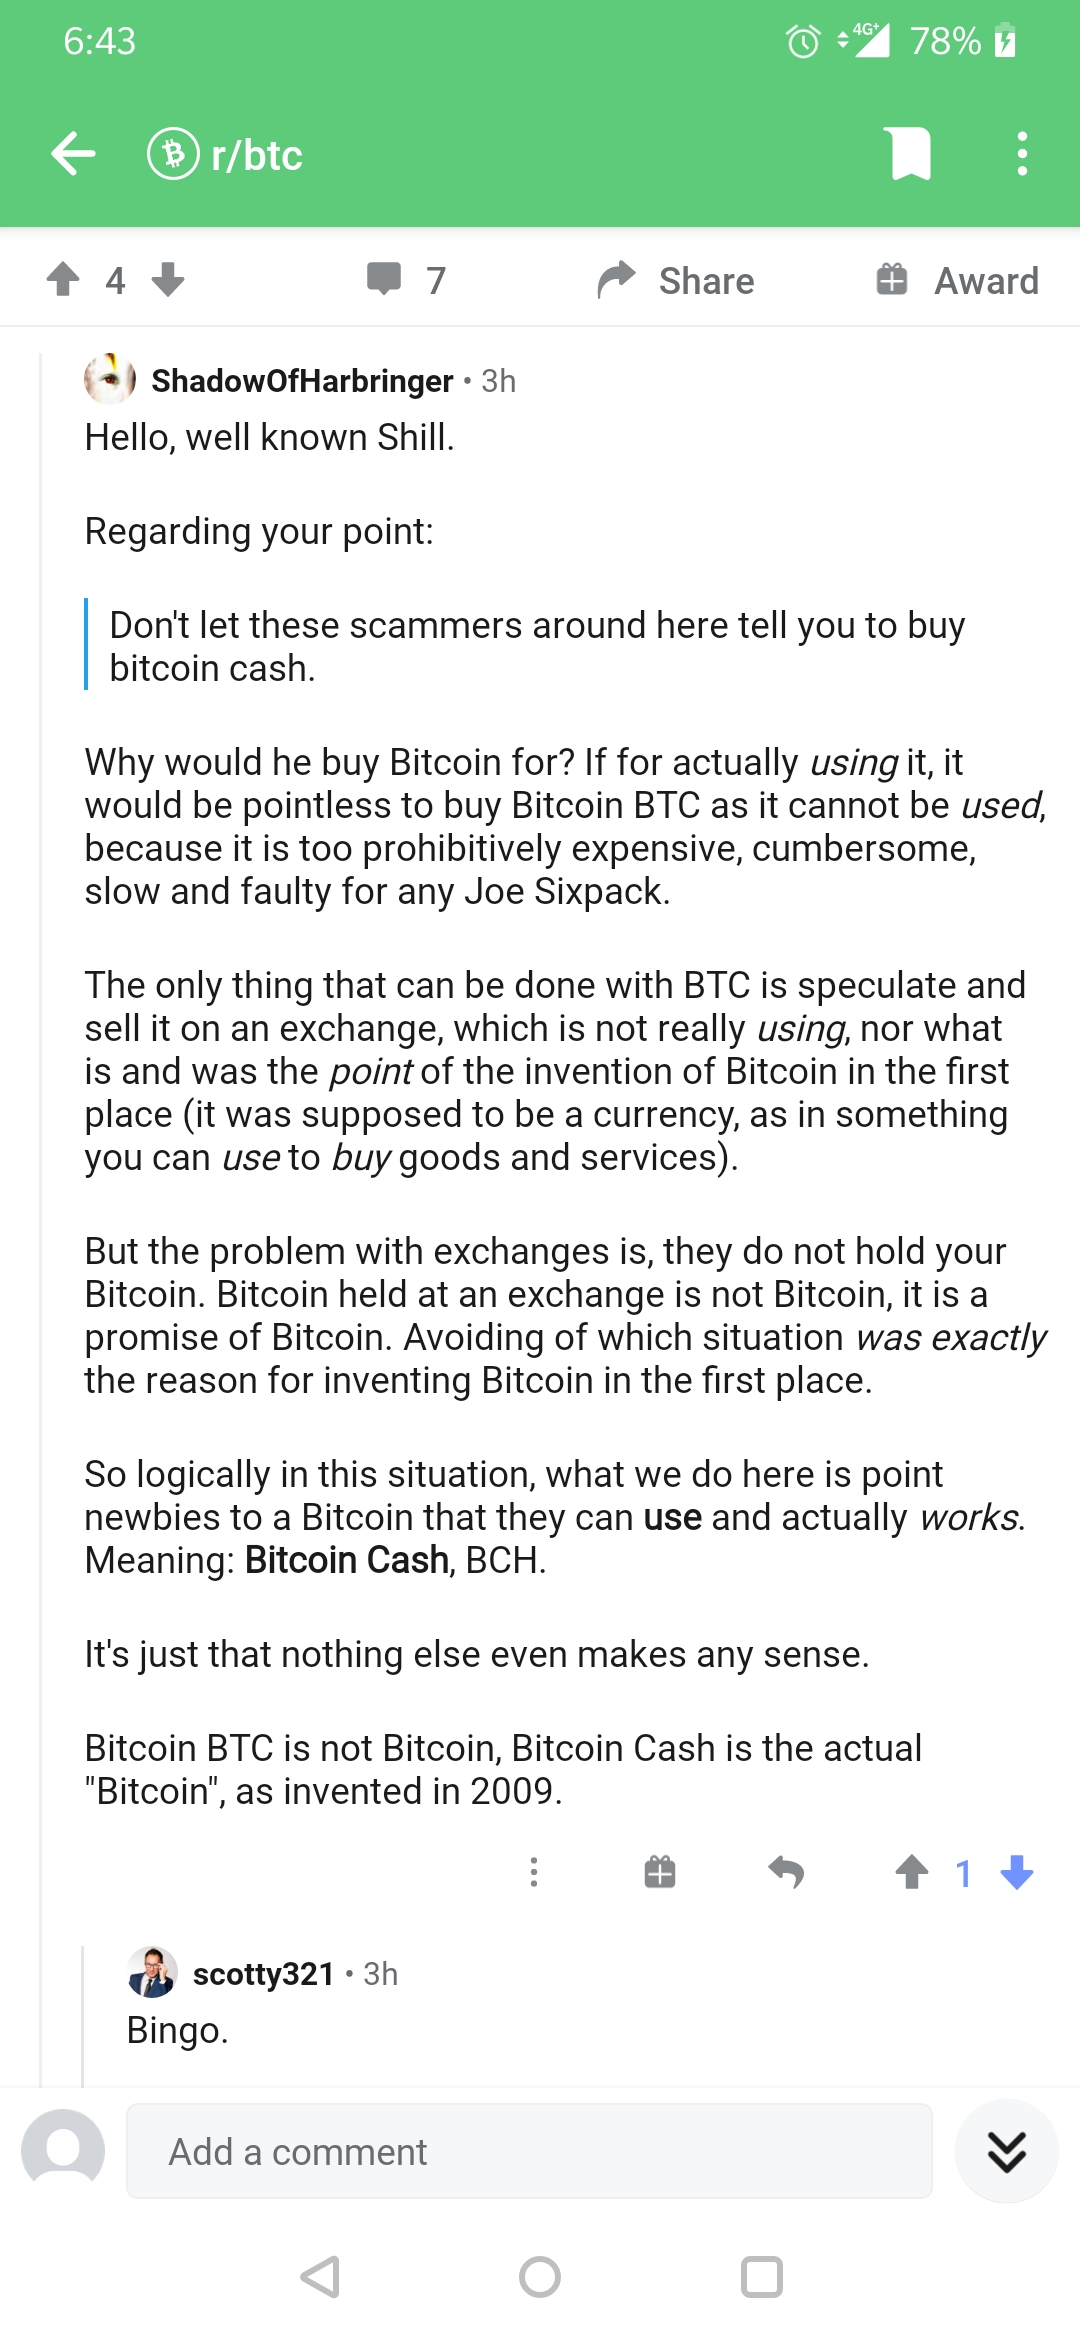 6:43
4G+ 78%
r/btc
4 7 Share Award
ShadowOfHarbringer • 3h
Hello, well known Shill.
Regarding your point:
Don't let these scammers around here tell you to buy
bitcoin cash.
Why would he buy Bitcoin for? If for actually using it, it
would be pointless to buy Bitcoin BTC as it cannot be used,
because it is too prohibitively expensive, cumbersome,
slow and faulty for any Joe Sixpack.
The only thing that can be done with BTC is speculate and
sell it on an exchange, which is not really using, nor what
is and was the point of the invention of Bitcoin in the first
place (it was supposed to be a currency, as in something
you can use to buy goods and services).
But the problem with exchanges is, they do not hold your
Bitcoin. Bitcoin held at an exchange is not Bitcoin, it is a
promise of Bitcoin. Avoiding of which situation was exactly
the reason for inventing Bitcoin in the first place.
So logically in this situation, what we do here is point
newbies to a Bitcoin that they can use and actually works.
Meaning: Bitcoin Cash, BCH.
It's just that nothing else even makes any sense.
Bitcoin BTC is not Bitcoin, Bitcoin Cash is the actual
"Bitcoin", as invented in 2009.
1
scotty321 • 3h
Bingo.
Add a comment